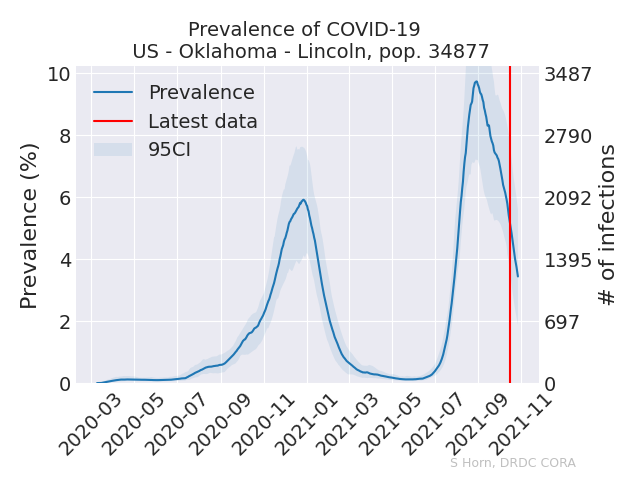 Prevalence of COVID-19
US - Oklahoma - Lincoln, pop. 34877
Prevalence
Latest data
95CI
Prevalence (%)
10
8
6
4
2
0
# of infections
3487
2790
2092
1395
697
0
2020-03
2020-05
2020-07
2020-09
2020-11
2021-01
2021-03
2021-05
2021-07
2021-09
2021-11
S Horn, DRDC CORA